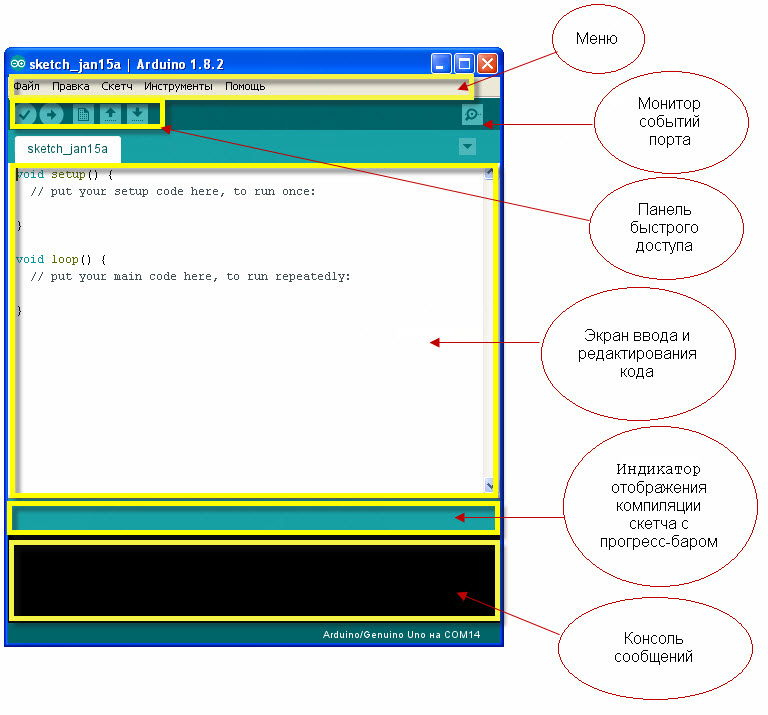 sketch_jan15a | Arduino 1.8.2
Файл Правка Скетч Инструменты Помощь
sketch_jan15a
void setup() {
// put your setup code here, to run once:
}
void loop() {
// put your main code here, to run repeatedly:
}
Arduino/Genuino Uno на COM14
Меню
Монитор
событий
порта
Панель
быстрого
доступа
Экран ввода и
редактирования
кода
Индикатор
отображения
компиляции
скетча с
прогресс-баром
Консоль
сообщений